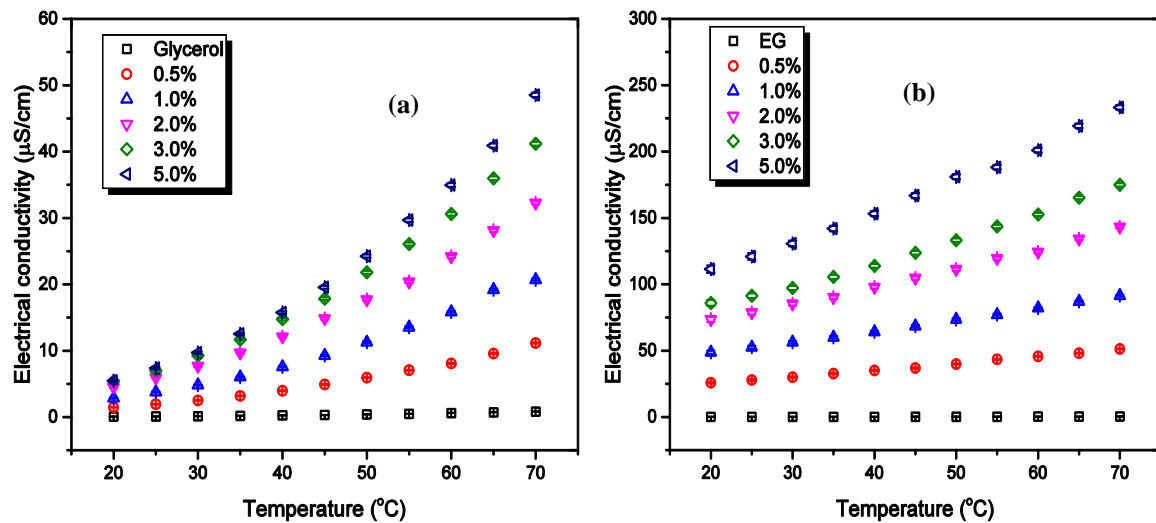 60
50
40
30
20
10
0
Electrical conductivity (μS/cm)
Glycerol
0.5%
1.0%
2.0%
3.0%
5.0%
(a)
20 30 40 50 60 70
Temperature (°C)
300
250
200
150
100
50
0
Electrical conductivity (μS/cm)
EG
0.5%
1.0%
2.0%
3.0%
5.0%
(b)
20 30 40 50 60 70
Temperature (°C)